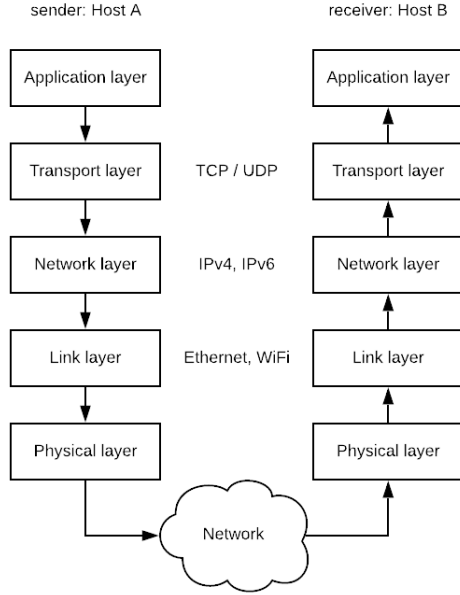 sender: Host A
receiver: Host B
Application layer
Application layer
Transport layer
TCP / UDP
Transport layer
Network layer
IPv4, IPv6
Network layer
Link layer
Ethernet, WiFi
Link layer
Physical layer
Physical layer
Network